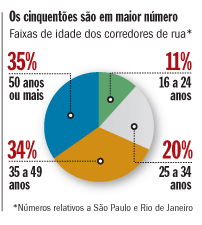 Os cinquentões são em maior número
Faixas de idade dos corredores de rua*
35%
50 anos
ou mais
11%
16 a 24
anos
34%
35 a 49
anos
20%
25 a 34
anos
*Números relativos a São Paulo e Rio de Janeiro